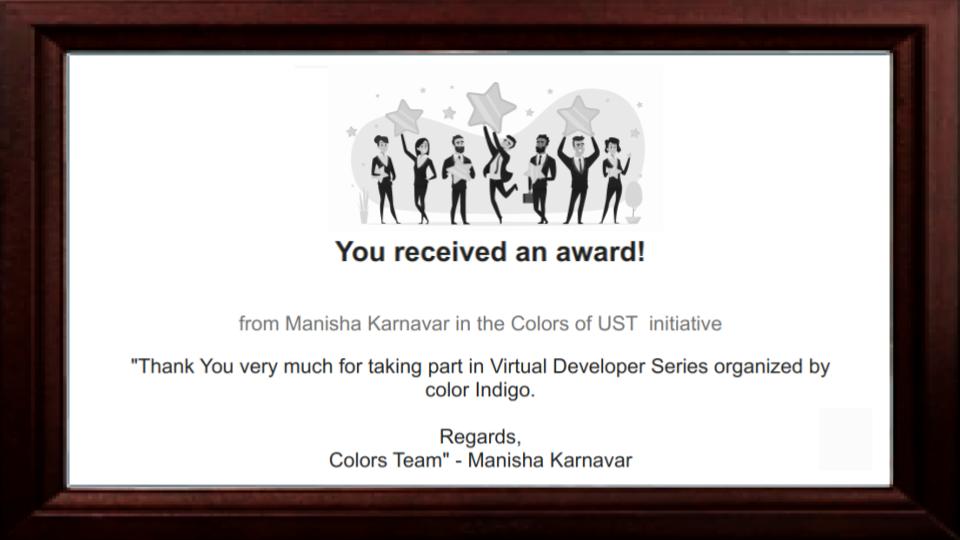 You received an award!
from Manisha Karnavar in the Colors of UST initiative
"Thank You very much for taking part in Virtual Developer Series organized by
color Indigo.
Regards,
Colors Team" - Manisha Karnavar